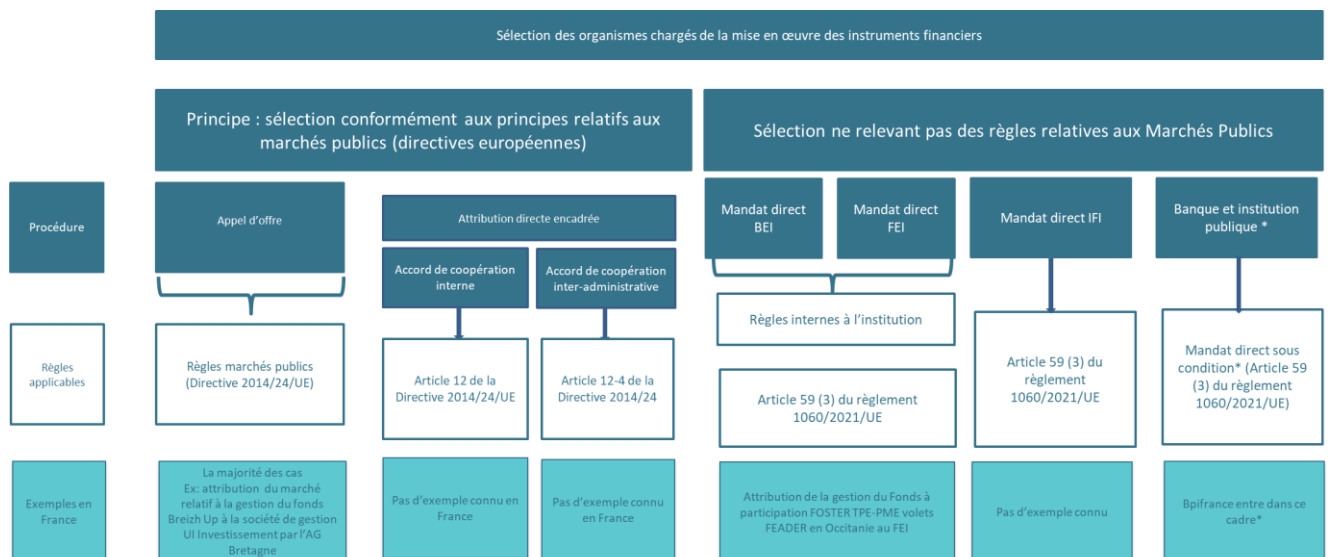 Sélection des organismes chargés de la mise en œuvre des instruments financiers
Principe : sélection conformément aux principes relatifs aux
marchés publics (directives européennes)
Sélection ne relevant pas des règles relatives aux Marchés Publics
Procédure
Appel d’offre
Attribution directe encadrée
Accord de coopération
interne
Accord de coopération
inter-administrative
Mandat direct
BEI
Mandat direct
FEI
Mandat direct IFI
Banque et institution
publique *
Règles
applicables
Règles marchés publics
(Directive 2014/24/UE)
Article 12 de la
Directive 2014/24/UE
Article 12-4 de la
Directive 2014/24
Règles internes à l’institution
Article 59 (3) du règlement
1060/2021/UE
Article 59 (3) du
règlement
1060/2021/UE
Mandat direct sous
condition* (Article 59
(3) du règlement
1060/2021/UE)
Exemples en
France
La majorité des cas
Ex: attribution du marché
relatif à la gestion du fonds
Breizh Up à la société de gestion
UI Investissement par l’AG
Bretagne
Pas d’exemple connu en
France
Pas d’exemple connu
en France
Attribution de la gestion du Fonds à
participation FOSTER TPE-PME volets
FEADER en Occitanie au FEI
Pas d’exemple connu
Bpifrance entre dans ce
cadre*